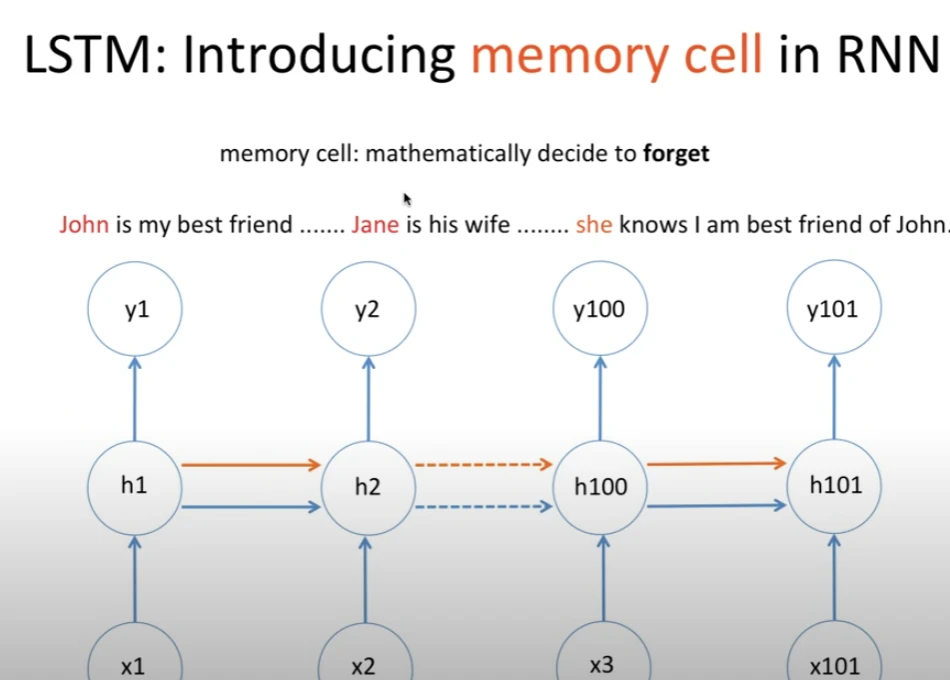 LSTM: Introducing memory cell in RNN
memory cell: mathematically decide to forget
John is my best friend ....... Jane is his wife ........ she knows I am best friend of John.
y1 y2 y100 y101
h1 h2 h100 h101
x1 x2 x3 x101